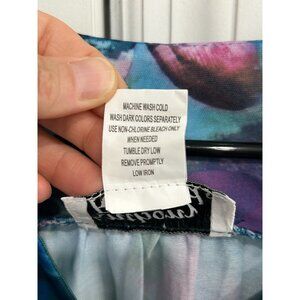 MACHINE WASH COLD
WASH DARK COLORS SEPARATELY
USE NON-CHLORINE BLEACH ONLY
WHEN NEEDED
TUMBLE DRY LOW
REMOVE PROMPTLY
LOW IRON